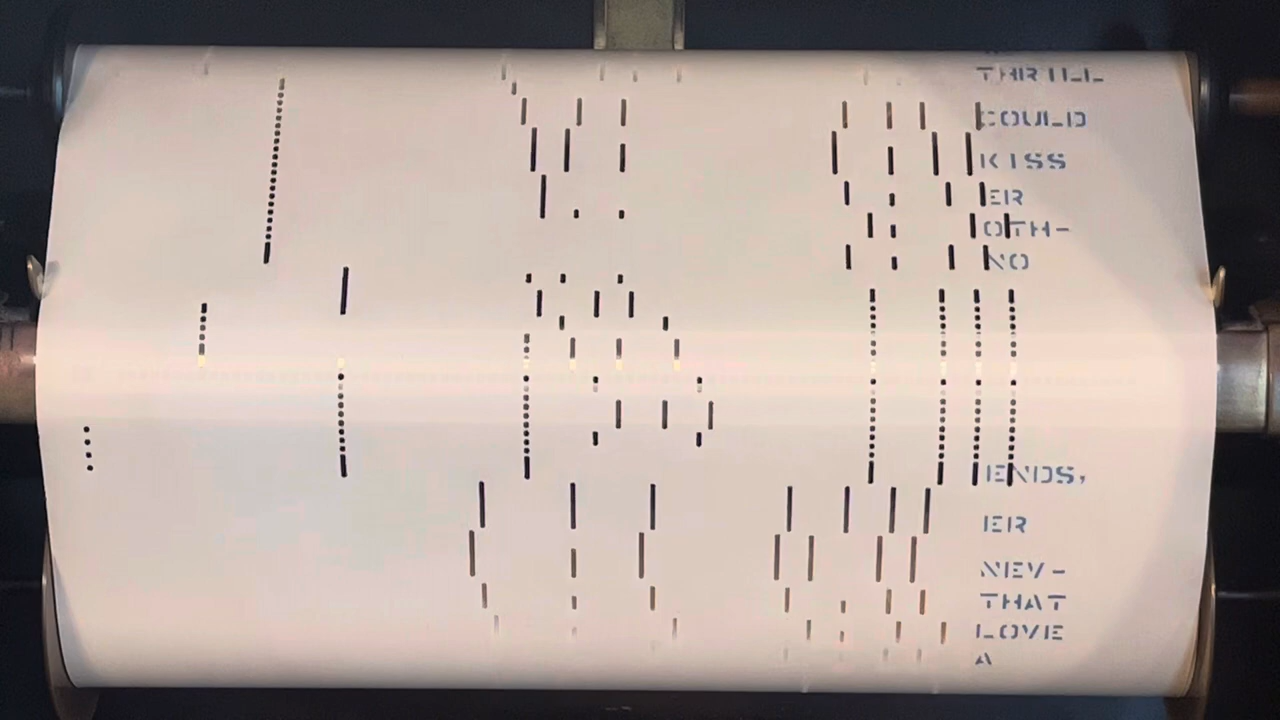 THRILL
COULD
KISS
ER
OTH-
NO
ENDS,
ER
NEV-
THAT
LOVE
A